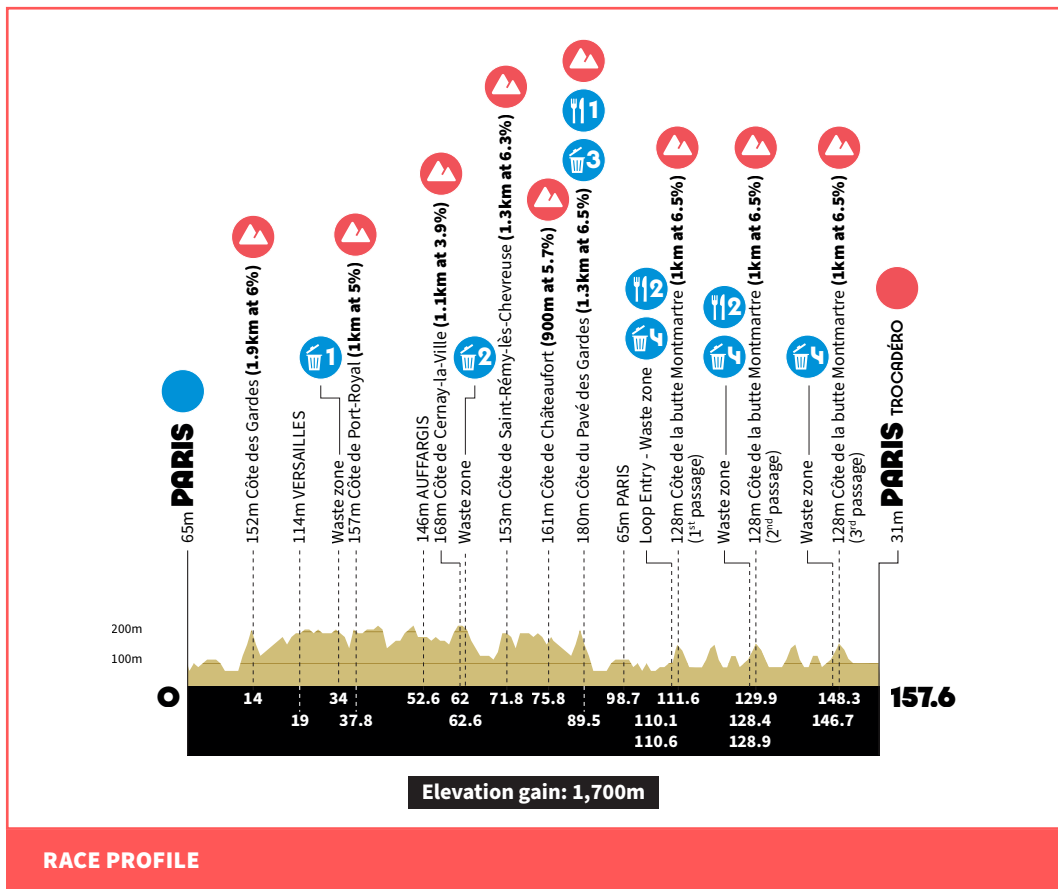 65m PARIS
152m Côte des Gardes (1.9km at 6%)
114m VERSAILLES
1
Waste zone
157m Côte de Port-Royal (1km at 5%)
146m AUFFARGIS
168m Côte de Cernay-la-Ville (1.1km at 3.9%)
2
Waste zone
153m Côte de Saint-Rémy-lès-Chevreuse (1.3km at 6.3%)
161m Côte de Châteaufort (900m at 5.7%)
1
3
180m Côte du Pavé des Gardes (1.3km at 6.5%)
65m PARIS
2
4
Loop Entry - Waste zone
128m Côte de la butte Montmartre (1km at 6.5%)
(1st passage)
2
4
Waste zone
128m Côte de la butte Montmartre (1km at 6.5%)
(2nd passage)
4
Waste zone
128m Côte de la butte Montmartre (1km at 6.5%)
(3rd passage)
31m PARIS TROCADÉRO
200m
100m
0
14 34 52.6 62 71.8 75.8 98.7 111.6 129.9 148.3
157.6
19 37.8 62.6 89.5 110.1 128.4 146.7
110.6 128.9
Elevation gain: 1,700m
RACE PROFILE